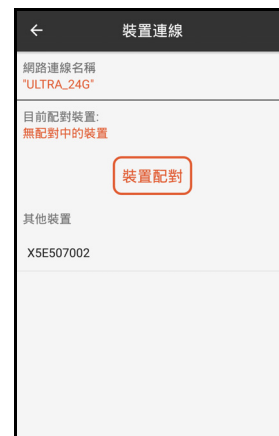 裝置連線
網路連線名稱
"ULTRA_24G"
目前配對裝置:
無配對中的裝置
裝置配對
其他裝置
X5E507002